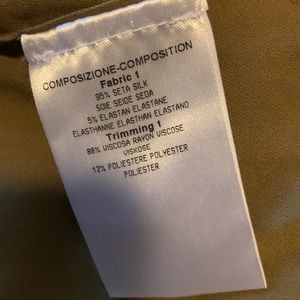 COMPOSIZIONE-COMPOSITION
Fabric 1
95% SETA SILK
SOIE SEIDE SEDA
5% ELASTAN ELASTANE
ELASTHANNE ELASTHAN ELASTANO
Trimming 1
88% VISCOSA RAYON VISCOSE
VISKOSE
12% POLIESTERE POLYESTER
POLIESTER